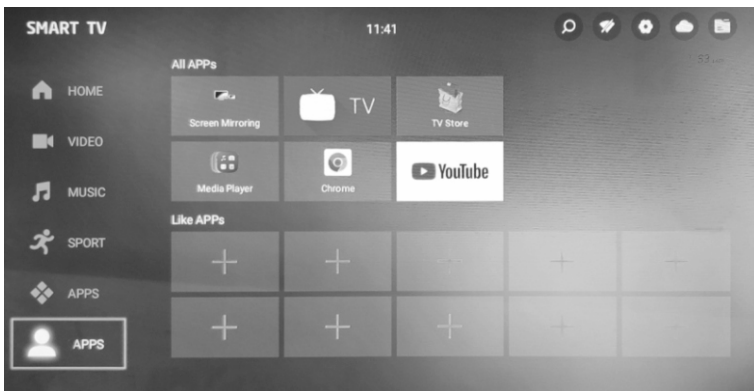 SMART TV
11:41
All APPs
HOME
Screen Mirroring
TV
TV Store
VIDEO
Media Player
Chrome
YouTube
MUSIC
Like APPs
SPORT
APPS
APPS